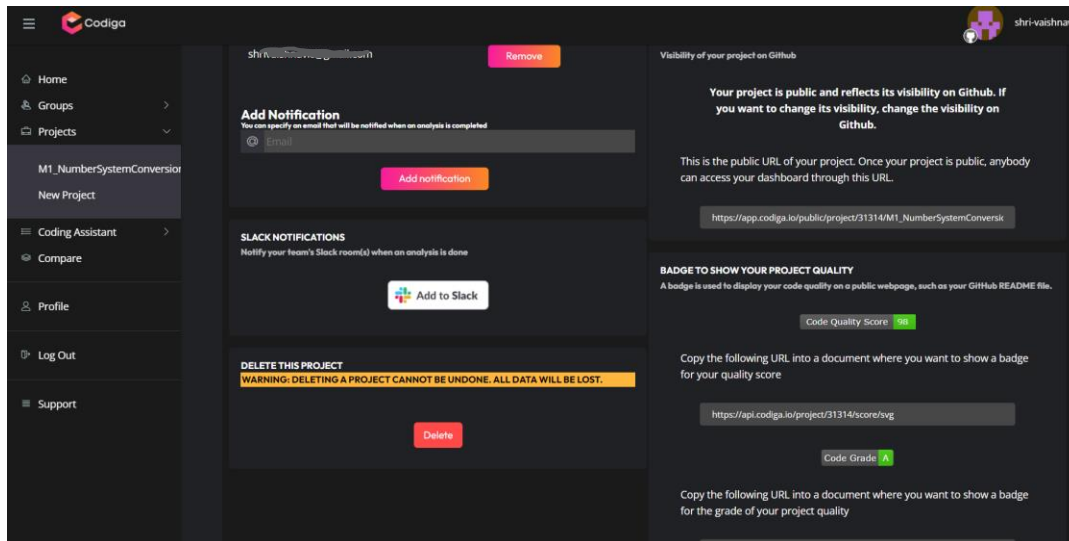 Codiga
shri-vaishna
Home
Groups
Projects
M1_NumberSystemConversion
New Project
Coding Assistant
Compare
Profile
Log Out
Support
Remove
Add Notification
You can specify an email that will be notified when an analysis is completed
@ Email
Add notification
SLACK NOTIFICATIONS
Notify your team's Slack room(s) when an analysis is done
Add to Slack
DELETE THIS PROJECT
WARNING: DELETING A PROJECT CANNOT BE UNDONE. ALL DATA WILL BE LOST.
Delete
Visibility of your project on Github
Your project is public and reflects its visibility on Github. If
you want to change its visibility, change the visibility on
Github.
This is the public URL of your project. Once your project is public, anybody
can access your dashboard through this URL.
https://app.codiga.io/public/project/31314/M1_NumberSystemConversic
BADGE TO SHOW YOUR PROJECT QUALITY
A badge is used to display your code quality on a public webpage, such as your GitHub README file.
Code Quality Score 98
Copy the following URL into a document where you want to show a badge
for your quality score
https://api.codiga.io/project/31314/score/svg
Code Grade A
Copy the following URL into a document where you want to show a badge
for the grade of your project quality